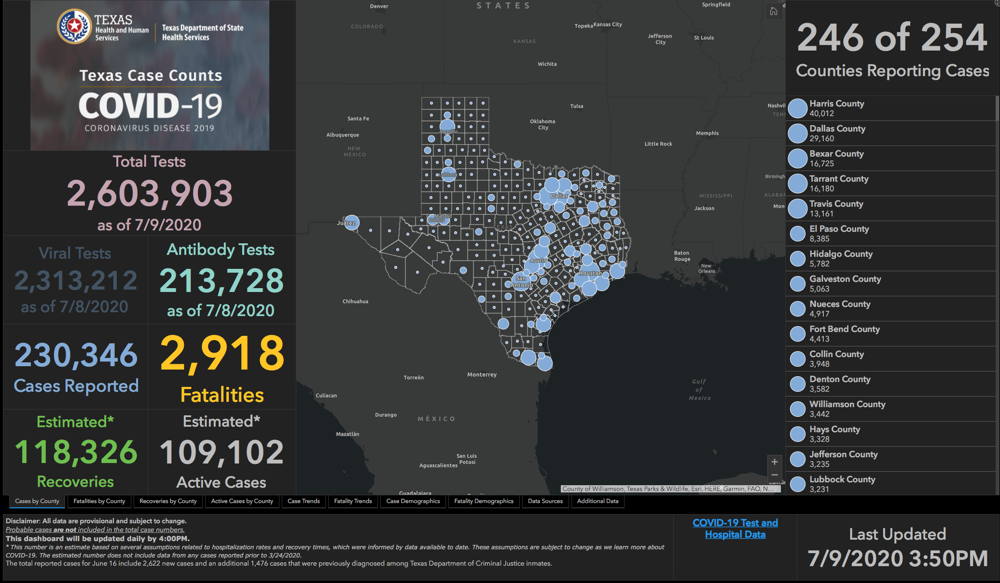 TEXAS
Health and Human
Services
Texas Department of State
Health Services
Texas Case Counts
COVID-19
CORONAVIRUS DISEASE 2019
Total Tests
2,603,903
as of 7/9/2020
Viral Tests
2,313,212
as of 7/8/2020
Antibody Tests
213,728
as of 7/8/2020
230,346
Cases Reported
2,918
Fatalities
Estimated*
118,326
Recoveries
Estimated*
109,102
Active Cases
STATES
Denver
COLORADO
Topeka
Kansas City
KANSAS
Jefferson
City
St Louis
Springfield
Wichita
Tulsa
Santa Fe
Albuquerque
NEW
MEXICO
Oklahoma
City
Memphis
Little Rock
Nashvil
TEN
Birmingh
MISSISSIPPI
ALABAM
Jackson
Mon
Amarillo
Lubbock
Dallas
Midland
Odessa
TEXAS
Juárez
Austin
San
Antonio
Houston
Baton
Rouge
New
Orleans
Chihuahua
Torreón
Monterrey
Culiacan
Durango
MÉXICO
Mazatlán
San Luis
Potosi
Aguascalientes
Guadalajara
Gulf
of
Mexico
Cancún
+
−
County of Williamson, Texas Parks & Wildlife, Esri, HERE, Garmin, FAO, N...
246 of 254
Counties Reporting Cases
Harris County
40,012
Dallas County
29,160
Bexar County
16,725
Tarrant County
16,180
Travis County
13,161
El Paso County
8,385
Hidalgo County
5,782
Galveston County
5,063
Nueces County
4,917
Fort Bend County
4,413
Collin County
3,948
Denton County
3,582
Williamson County
3,442
Hays County
3,328
Jefferson County
3,235
Lubbock County
3,231
Cases by County
Fatalities by County
Recoveries by County
Active Cases by County
Case Trends
Fatality Trends
Case Demographics
Fatality Demographics
Data Sources
Additional Data
Disclaimer: All data are provisional and subject to change.
Probable cases are not included in the total case numbers.
This dashboard will be updated daily by 4:00PM.
* This number is an estimate based on several assumptions related to hospitalization rates and recovery times, which were informed by data available to date. These assumptions are subject to change as we learn more about
COVID-19. The estimated number does not include data from any cases reported prior to 3/24/2020.
The total reported cases for June 16 include 2,622 new cases and an additional 1,476 cases that were previously diagnosed among Texas Department of Criminal Justice inmates.
COVID-19 Test and
Hospital Data
Last Updated
7/9/2020 3:50PM